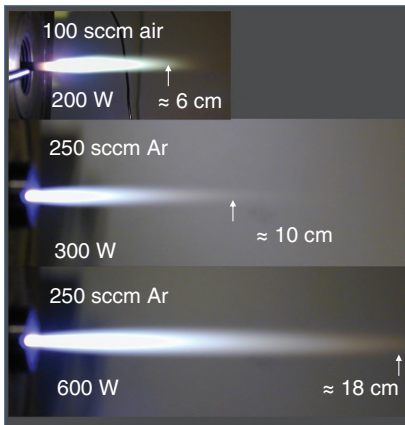 100 sccm air
200 W
≈ 6 cm
250 sccm Ar
≈ 10 cm
300 W
250 sccm Ar
≈ 18 cm
600 W